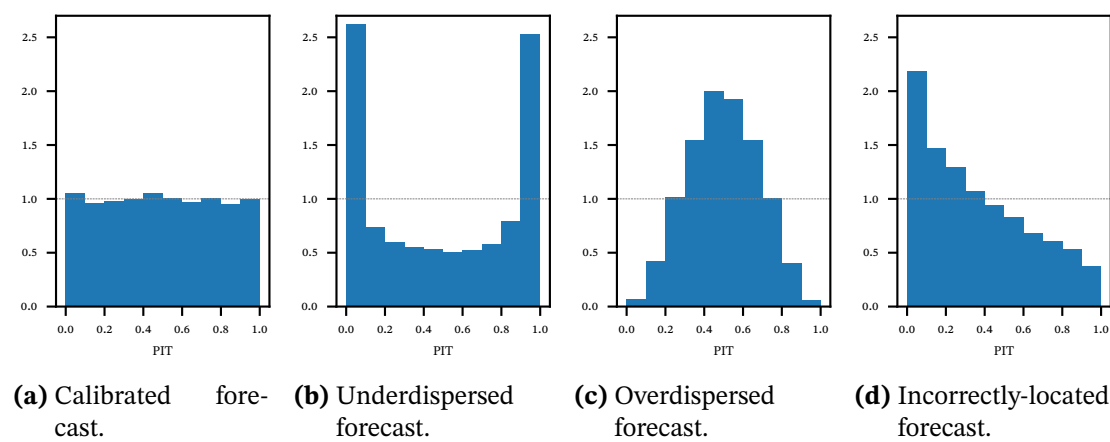 2.5 2.5 2.5 2.5
2.0 2.0 2.0 2.0
1.5 1.5 1.5 1.5
1.0 1.0 1.0 1.0
0.5 0.5 0.5 0.5
0.0 0.0 0.0 0.0
0.0 0.2 0.4 0.6 0.8 1.0 0.0 0.2 0.4 0.6 0.8 1.0 0.0 0.2 0.4 0.6 0.8 1.0 0.0 0.2 0.4 0.6 0.8 1.0
PIT PIT PIT PIT
(a) Calibrated fore-
cast.
(b) Underdispersed
forecast.
(c) Overdispersed
forecast.
(d) Incorrectly-located
forecast.